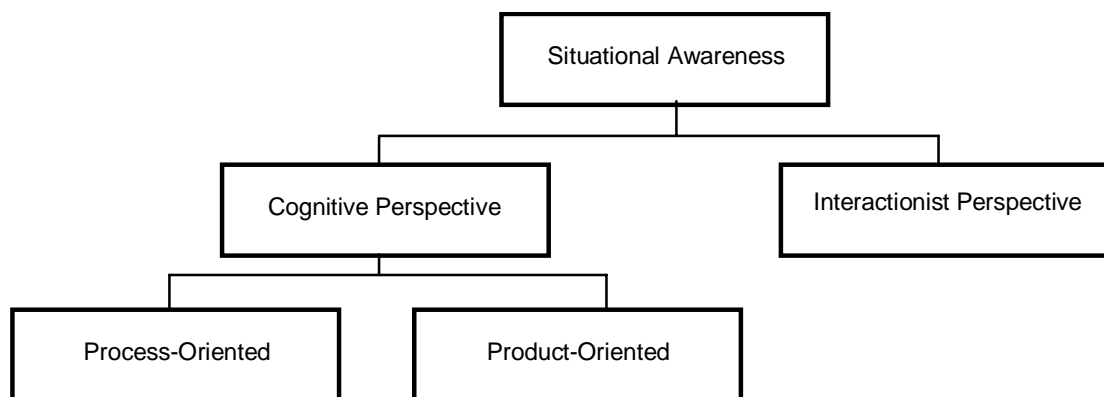 Situational Awareness
Cognitive Perspective
Interactionist Perspective
Process-Oriented
Product-Oriented